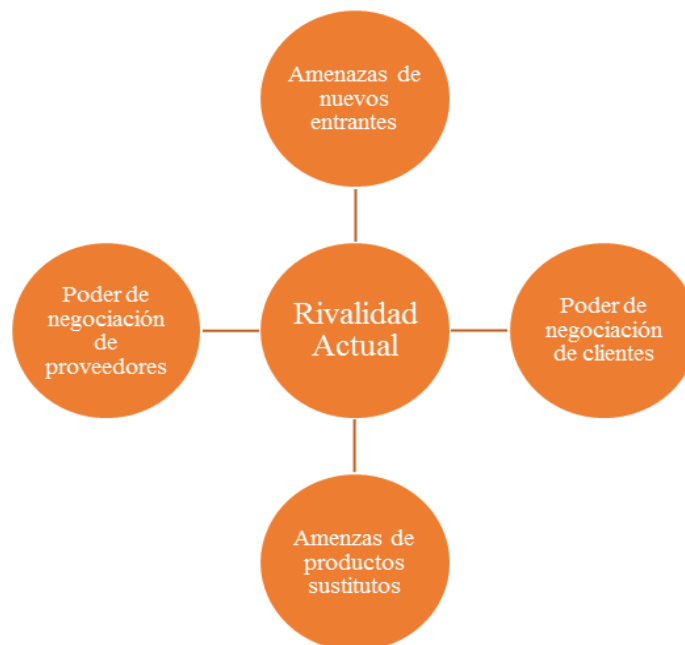 Amenazas de
nuevos
entrantes
Poder de
negociación
de
proveedores
Rivalidad
Actual
Poder de
negociación
de clientes
Amenzas de
productos
sustitutos